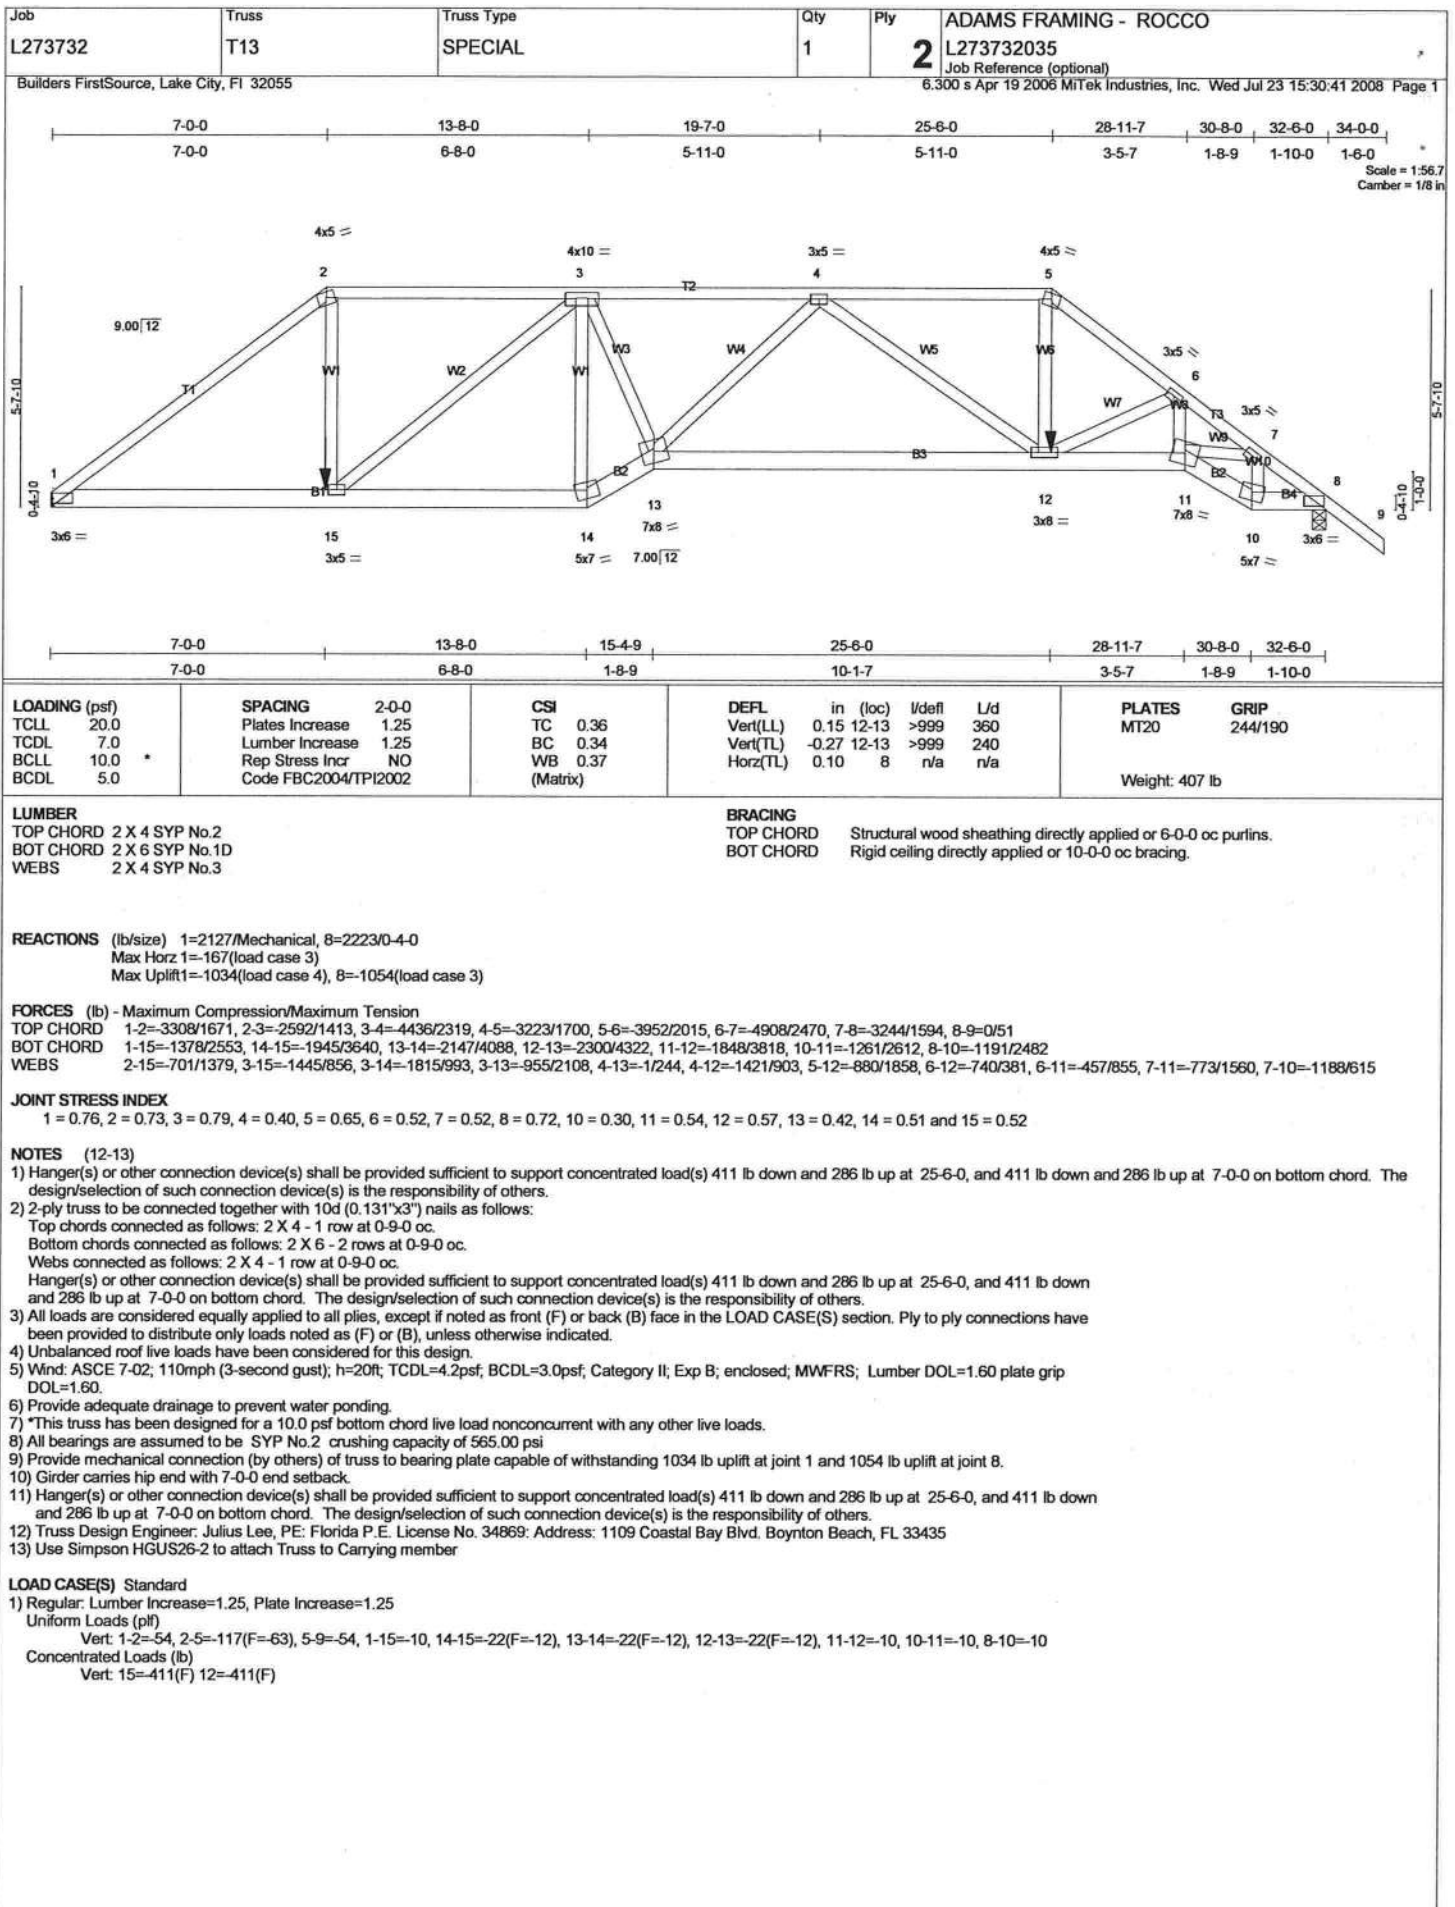 Job Truss Truss Type Qty Ply ADAMS FRAMING - ROCCO
L273732 T13 SPECIAL 1 2 L273732035
Job Reference (optional)
Builders FirstSource, Lake City, Fl 32055 6.300 s Apr 19 2006 MiTek Industries, Inc. Wed Jul 23 15:30:41 2008 Page 1
7-0-0 13-8-0 19-7-0 25-6-0 28-11-7 30-8-0 32-6-0 34-0-0
7-0-0 6-8-0 5-11-0 5-11-0 3-5-7 1-8-9 1-10-0 1-6-0
Scale = 1:56.7
Camber = 1/8 in
4x5 =
4x10 = 3x5 = 4x5 =
2 3 4 5
T2
9.00 12
W1 W2 W1 W3 W4 W5 W6
3x5 =
6
T1
W7 W8 T3 3x5 =
5-7-10 5-7-10
W9 7
W10
1 B1 B2 B3 B2 B4 8
0-4-10 0-4-10 1-0-0
13 12 11 9
3x6 = 15 14 7x8 = 3x8 = 7x8 = 10 3x6 =
3x5 = 5x7 = 7.00 12 5x7 =
7-0-0 13-8-0 15-4-9 25-6-0 28-11-7 30-8-0 32-6-0
7-0-0 6-8-0 1-8-9 10-1-7 3-5-7 1-8-9 1-10-0
LOADING (psf) SPACING 2-0-0 CSI DEFL in (loc) l/defl L/d PLATES GRIP
TCLL 20.0 Plates Increase 1.25 TC 0.36 Vert(LL) 0.15 12-13 >999 360 MT20 244/190
TCDL 7.0 Lumber Increase 1.25 BC 0.34 Vert(TL) -0.27 12-13 >999 240
BCLL 10.0 * Rep Stress Incr NO WB 0.37 Horz(TL) 0.10 8 n/a n/a
BCDL 5.0 Code FBC2004/TPI2002 (Matrix) Weight: 407 lb
LUMBER BRACING
TOP CHORD 2 X 4 SYP No.2 TOP CHORD Structural wood sheathing directly applied or 6-0-0 oc purlins.
BOT CHORD 2 X 6 SYP No.1D BOT CHORD Rigid ceiling directly applied or 10-0-0 oc bracing.
WEBS 2 X 4 SYP No.3
REACTIONS (lb/size) 1=2127/Mechanical, 8=2223/0-4-0
Max Horz 1=-167(load case 3)
Max Uplift1=-1034(load case 4), 8=-1054(load case 3)
FORCES (lb) - Maximum Compression/Maximum Tension
TOP CHORD 1-2=-3308/1671, 2-3=-2592/1413, 3-4=-4436/2319, 4-5=-3223/1700, 5-6=-3952/2015, 6-7=-4908/2470, 7-8=-3244/1594, 8-9=0/51
BOT CHORD 1-15=-1378/2553, 14-15=-1945/3640, 13-14=-2147/4088, 12-13=-2300/4322, 11-12=-1848/3818, 10-11=-1261/2612, 8-10=-1191/2482
WEBS 2-15=-701/1379, 3-15=-1445/856, 3-14=-1815/993, 3-13=-955/2108, 4-13=-1/244, 4-12=-1421/903, 5-12=-880/1858, 6-12=-740/381, 6-11=-457/855, 7-11=-773/1560, 7-10=-1188/615
JOINT STRESS INDEX
1 = 0.76, 2 = 0.73, 3 = 0.79, 4 = 0.40, 5 = 0.65, 6 = 0.52, 7 = 0.52, 8 = 0.72, 10 = 0.30, 11 = 0.54, 12 = 0.57, 13 = 0.42, 14 = 0.51 and 15 = 0.52
NOTES (12-13)
1) Hanger(s) or other connection device(s) shall be provided sufficient to support concentrated load(s) 411 lb down and 286 lb up at 25-6-0, and 411 lb down and 286 lb up at 7-0-0 on bottom chord. The
design/selection of such connection device(s) is the responsibility of others.
2) 2-ply truss to be connected together with 10d (0.131"x3") nails as follows:
Top chords connected as follows: 2 X 4 - 1 row at 0-9-0 oc.
Bottom chords connected as follows: 2 X 6 - 2 rows at 0-9-0 oc.
Webs connected as follows: 2 X 4 - 1 row at 0-9-0 oc.
Hanger(s) or other connection device(s) shall be provided sufficient to support concentrated load(s) 411 lb down and 286 lb up at 25-6-0, and 411 lb down
and 286 lb up at 7-0-0 on bottom chord. The design/selection of such connection device(s) is the responsibility of others.
3) All loads are considered equally applied to all plies, except if noted as front (F) or back (B) face in the LOAD CASE(S) section. Ply to ply connections have
been provided to distribute only loads noted as (F) or (B), unless otherwise indicated.
4) Unbalanced roof live loads have been considered for this design.
5) Wind: ASCE 7-02; 110mph (3-second gust); h=20ft; TCDL=4.2psf; BCDL=3.0psf; Category II; Exp B; enclosed; MWFRS; Lumber DOL=1.60 plate grip
DOL=1.60.
6) Provide adequate drainage to prevent water ponding.
7) *This truss has been designed for a 10.0 psf bottom chord live load nonconcurrent with any other live loads.
8) All bearings are assumed to be SYP No.2 crushing capacity of 565.00 psi
9) Provide mechanical connection (by others) of truss to bearing plate capable of withstanding 1034 lb uplift at joint 1 and 1054 lb uplift at joint 8.
10) Girder carries hip end with 7-0-0 end setback.
11) Hanger(s) or other connection device(s) shall be provided sufficient to support concentrated load(s) 411 lb down and 286 lb up at 25-6-0, and 411 lb down
and 286 lb up at 7-0-0 on bottom chord. The design/selection of such connection device(s) is the responsibility of others.
12) Truss Design Engineer: Julius Lee, PE: Florida P.E. License No. 34869: Address: 1109 Coastal Bay Blvd. Boynton Beach, FL 33435
13) Use Simpson HGUS26-2 to attach Truss to Carrying member
LOAD CASE(S) Standard
1) Regular: Lumber Increase=1.25, Plate Increase=1.25
Uniform Loads (plf)
Vert: 1-2=-54, 2-5=-117(F=-63), 5-9=-54, 1-15=-10, 14-15=-22(F=-12), 13-14=-22(F=-12), 12-13=-22(F=-12), 11-12=-10, 10-11=-10, 8-10=-10
Concentrated Loads (lb)
Vert: 15=-411(F) 12=-411(F)